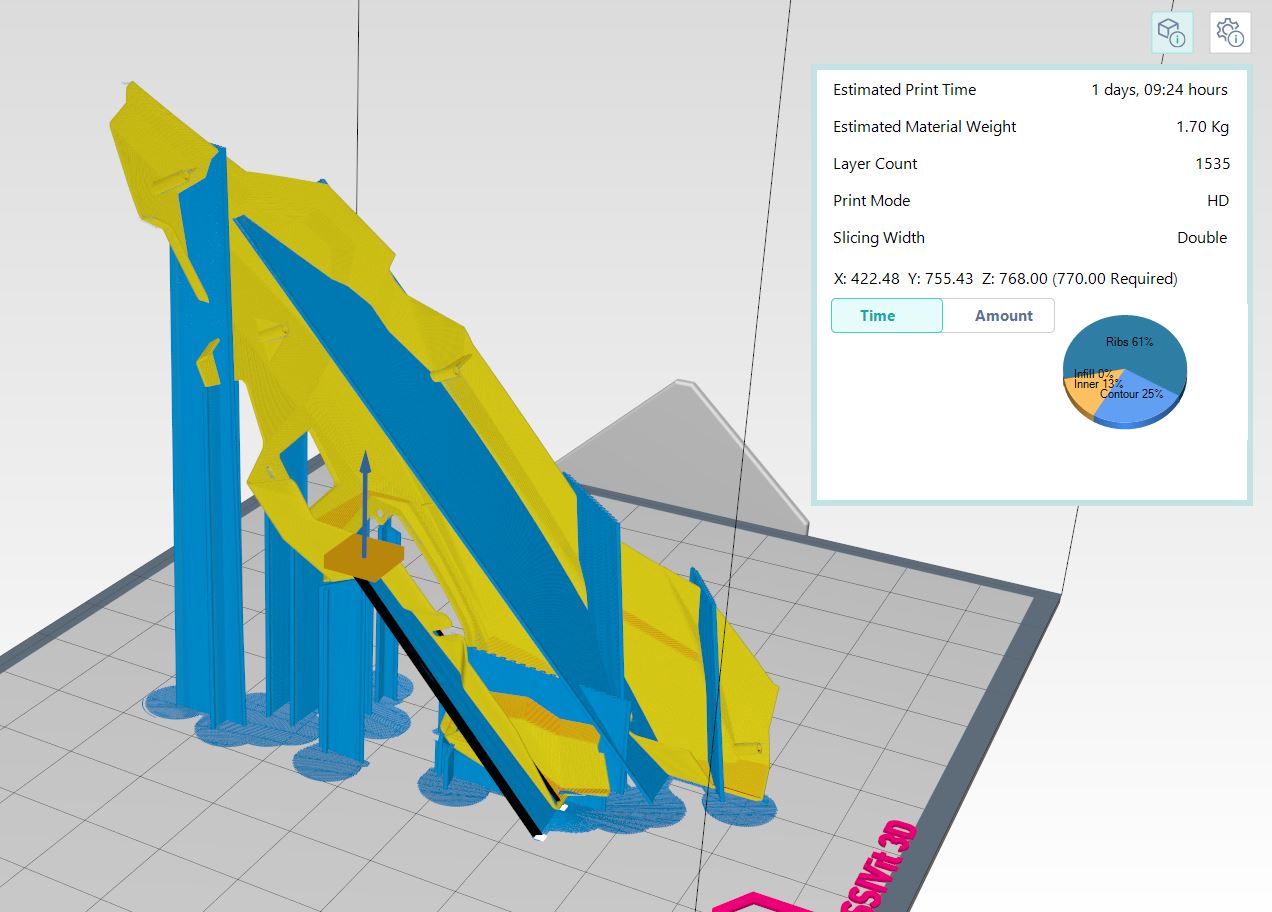 Estimated Print Time 1 days, 09:24 hours
Estimated Material Weight 1.70 Kg
Layer Count 1535
Print Mode HD
Slicing Width Double
X: 422.48 Y: 755.43 Z: 768.00 (770.00 Required)
Time Amount
Ribs 61%
Infill 0%
Inner 13%
Contour 25%